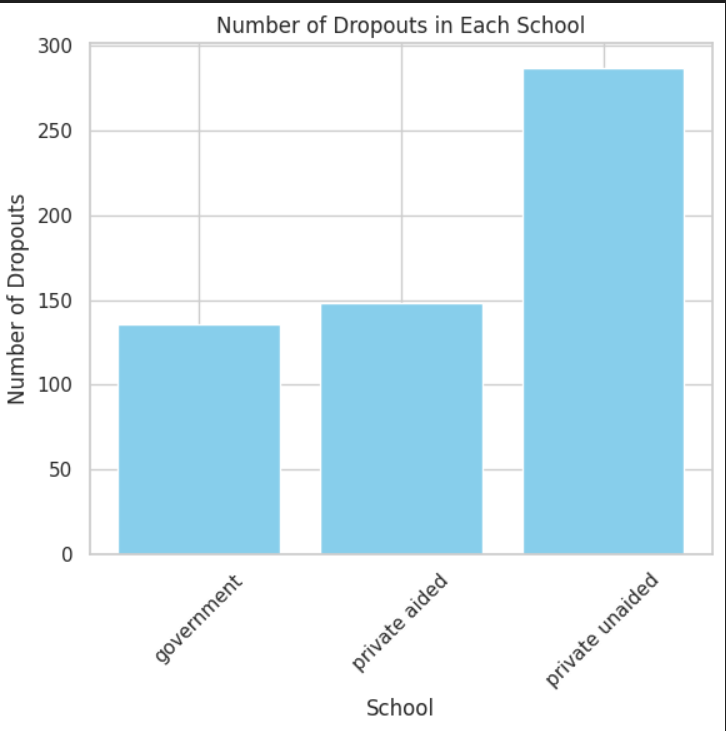 Number of Dropouts in Each School
300
250
200
150
100
50
0
Number of Dropouts
government
private aided
private unaided
School